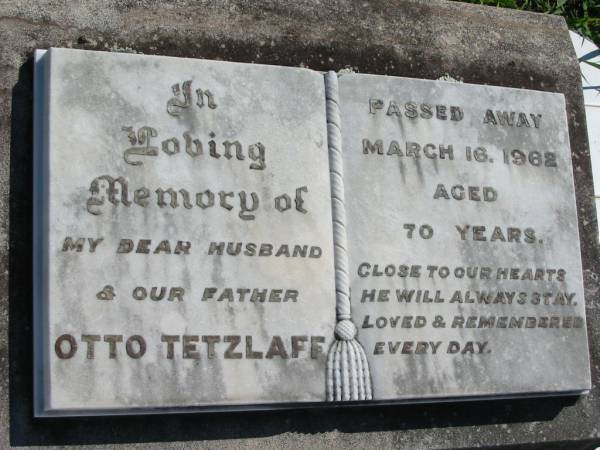 In
Loving
Memory of
MY DEAR HUSBAND
& OUR FATHER
OTTO TETZLAFF
PASSED AWAY
MARCH 16. 1962
AGED
70 YEARS.
CLOSE TO OUR HEARTS
HE WILL ALWAYS STAY.
LOVED & REMEMBERED
EVERY DAY.